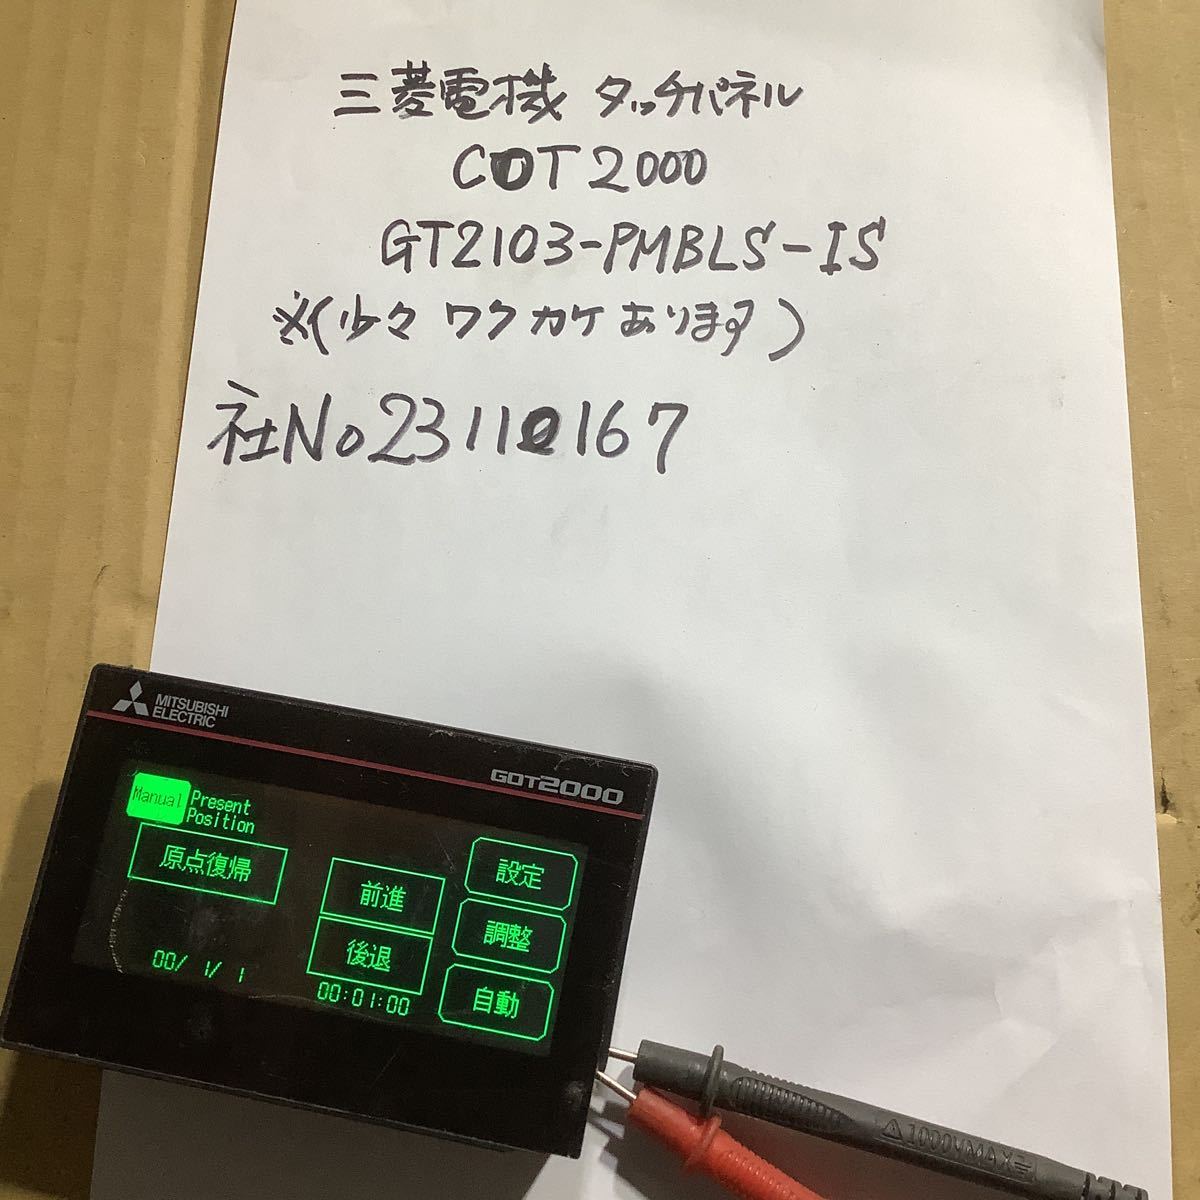 三菱電機 タッチパネル
COT2000
GT2103-PMBLS-IS
※(少々ワクカケあります)
社No23110167
MITSUBISHI
ELECTRIC
GOT2000
Manual
Present
Position
原点復帰
前進
後退
設定
調整
自動
00/ 1/ 1
00:01:00
⚠1000VMAX